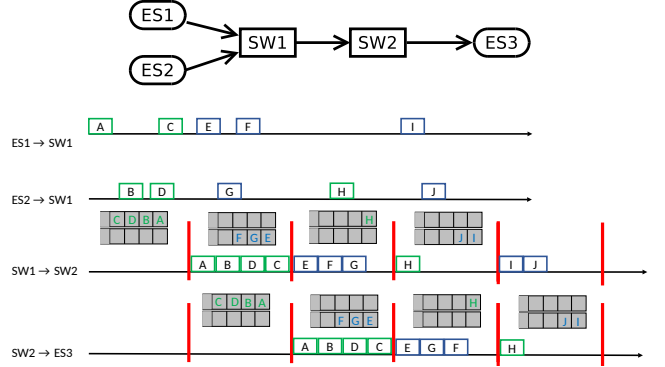 ES1
SW1 SW2 ES3
ES2
A C E F I
ES1 → SW1
B D G H J
ES2 → SW1
C D B A H
F G E J I
A B D C E F G H I J
SW1 → SW2
C D B A H
F G E J I
A B D C E G F H
SW2 → ES3